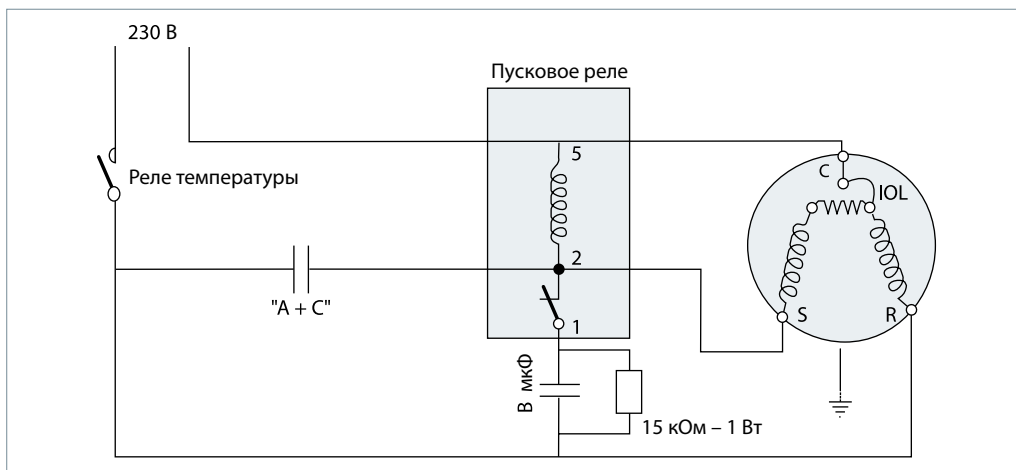 230 В
Пусковое реле
5
C
IOL
Реле температуры
2
"A + C"
S
R
1
В мкФ
15 кОм – 1 Вт